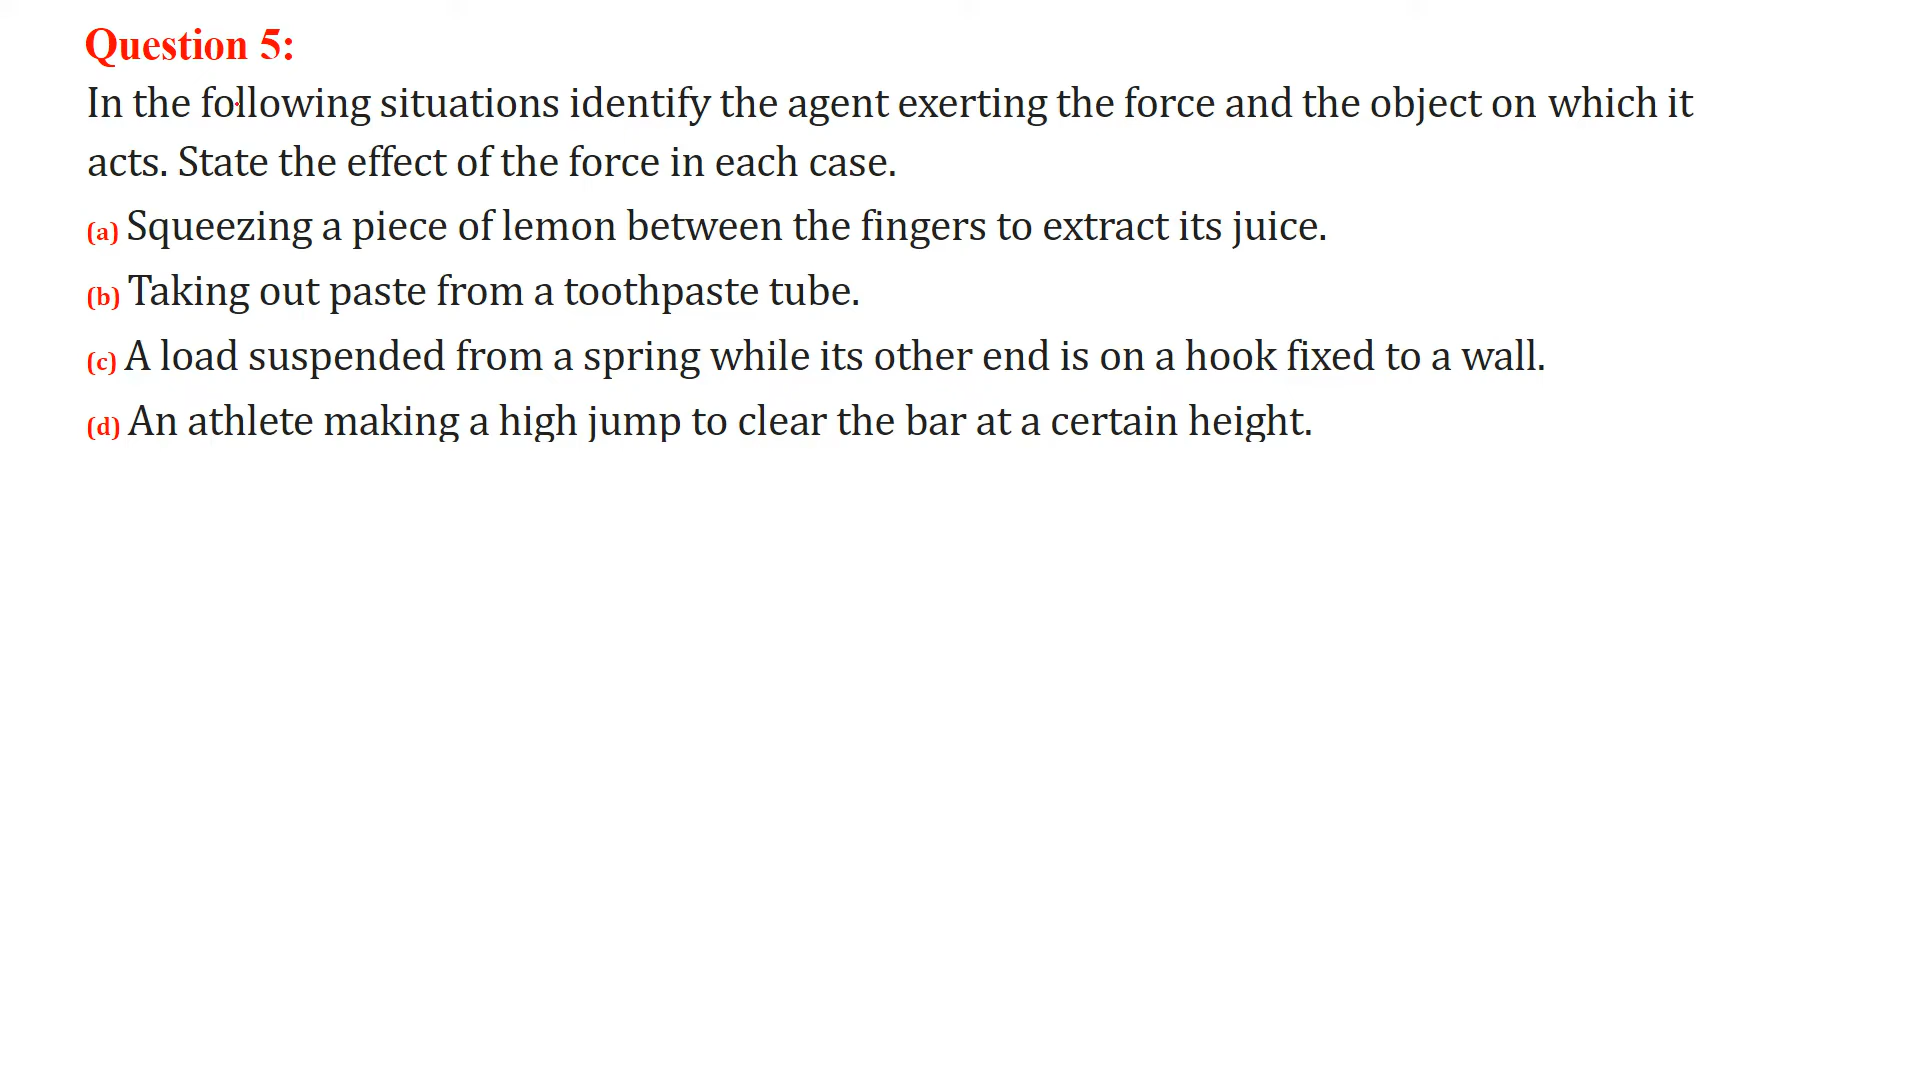 Question 5:
In the following situations identify the agent exerting the force and the object on which it
acts. State the effect of the force in each case.
(a) Squeezing a piece of lemon between the fingers to extract its juice.
(b) Taking out paste from a toothpaste tube.
(c) A load suspended from a spring while its other end is on a hook fixed to a wall.
(d) An athlete making a high jump to clear the bar at a certain height.